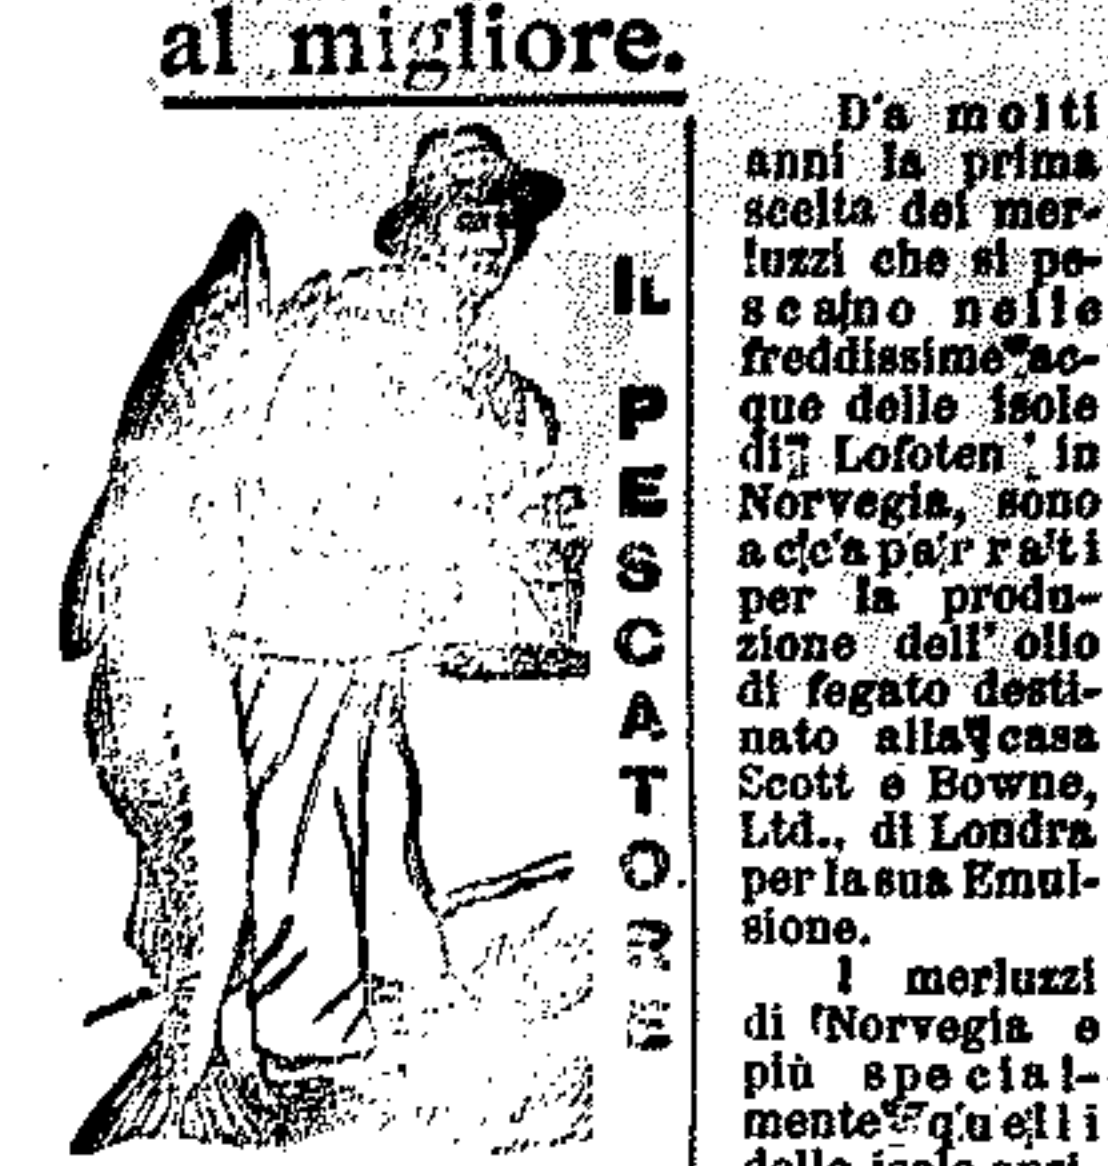 al migliore.
IL PESCATORE
Da molti
anni la prima
scelta dei mer-
luzzi che si pe-
scano nelle
freddissime ac-
que delle isole
di Lofoten in
Norvegia, sono
accaparrati
per la produ-
zione dell'olio
di fegato desti-
nato alla casa
Scott e Bowne,
Ltd., di Londra
per la sua Emul-
sione.
I merluzzi
di Norvegia e
più special-
mente quelli